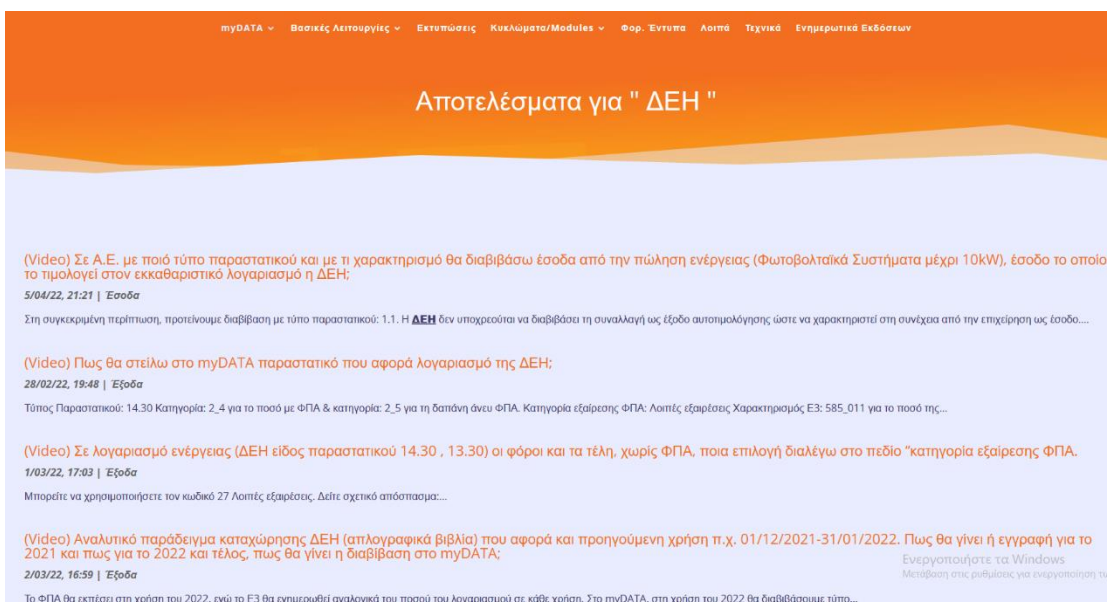 myDATA Βασικές Λειτουργίες Εκτυπώσεις Κυκλώματα/Modules Φορ. Έντυπα Λοιπά Τεχνικά Ενημερωτικά Εκδόσεων
Αποτελέσματα για " ΔΕΗ "
(Video) Σε Α.Ε. με ποιό τύπο παραστατικού και με τι χαρακτηρισμό θα διαβιβάσω έσοδα από την πώληση ενέργειας (Φωτοβολταϊκά Συστήματα μέχρι 10kW), έσοδο το οποίο
το τιμολογεί στον εκκαθαριστικό λογαριασμό η ΔΕΗ;
5/04/22, 21:21 | Έσοδα
Στη συγκεκριμένη περίπτωση, προτείνουμε διαβίβαση με τύπο παραστατικού: 1.1. Η ΔΕΗ δεν υποχρεούται να διαβιβάσει τη συναλλαγή ως έξοδο αυτοτιμολόγησης ώστε να χαρακτηριστεί στη συνέχεια από την επιχείρηση ως έσοδο....
(Video) Πως θα στείλω στο myDATA παραστατικό που αφορά λογαριασμό της ΔΕΗ;
28/02/22, 19:48 | Έξοδα
Τύπος Παραστατικού: 14.30 Κατηγορία: 2_4 για το ποσό με ΦΠΑ & κατηγορία: 2_5 για τη δαπάνη άνευ ΦΠΑ. Κατηγορία εξαίρεσης ΦΠΑ: Λοιπές εξαιρέσεις Χαρακτηρισμός Ε3: 585_011 για το ποσό της...
(Video) Σε λογαριασμό ενέργειας (ΔΕΗ είδος παραστατικού 14.30 , 13.30) οι φόροι και τα τέλη, χωρίς ΦΠΑ, ποια επιλογή διαλέγω στο πεδίο "κατηγορία εξαίρεσης ΦΠΑ.
1/03/22, 17:03 | Έξοδα
Μπορείτε να χρησιμοποιήσετε τον κωδικό 27 Λοιπές εξαιρέσεις. Δείτε σχετικό απόσπασμα:...
(Video) Αναλυτικό παράδειγμα καταχώρησης ΔΕΗ (απλογραφικά βιβλία) που αφορά και προηγούμενη χρήση π.χ. 01/12/2021-31/01/2022. Πως θα γίνει η εγγραφή για το
2021 και πως για το 2022 και τέλος, πως θα γίνει η διαβίβαση στο myDATA;
Ενεργοποιήστε τα Windows
2/03/22, 16:59 | Έξοδα
Μετάβαση στις ρυθμίσεις για ενεργοποίηση
Το ΦΠΑ θα εκπέσει στη χρήση του 2022, ενώ το Ε3 θα ενημερωθεί αναλογικά του ποσού του λογαριασμού σε κάθε χρήση. Στο myDATA, στη χρήση του 2022 θα διαβιβάσουμε τύπο...